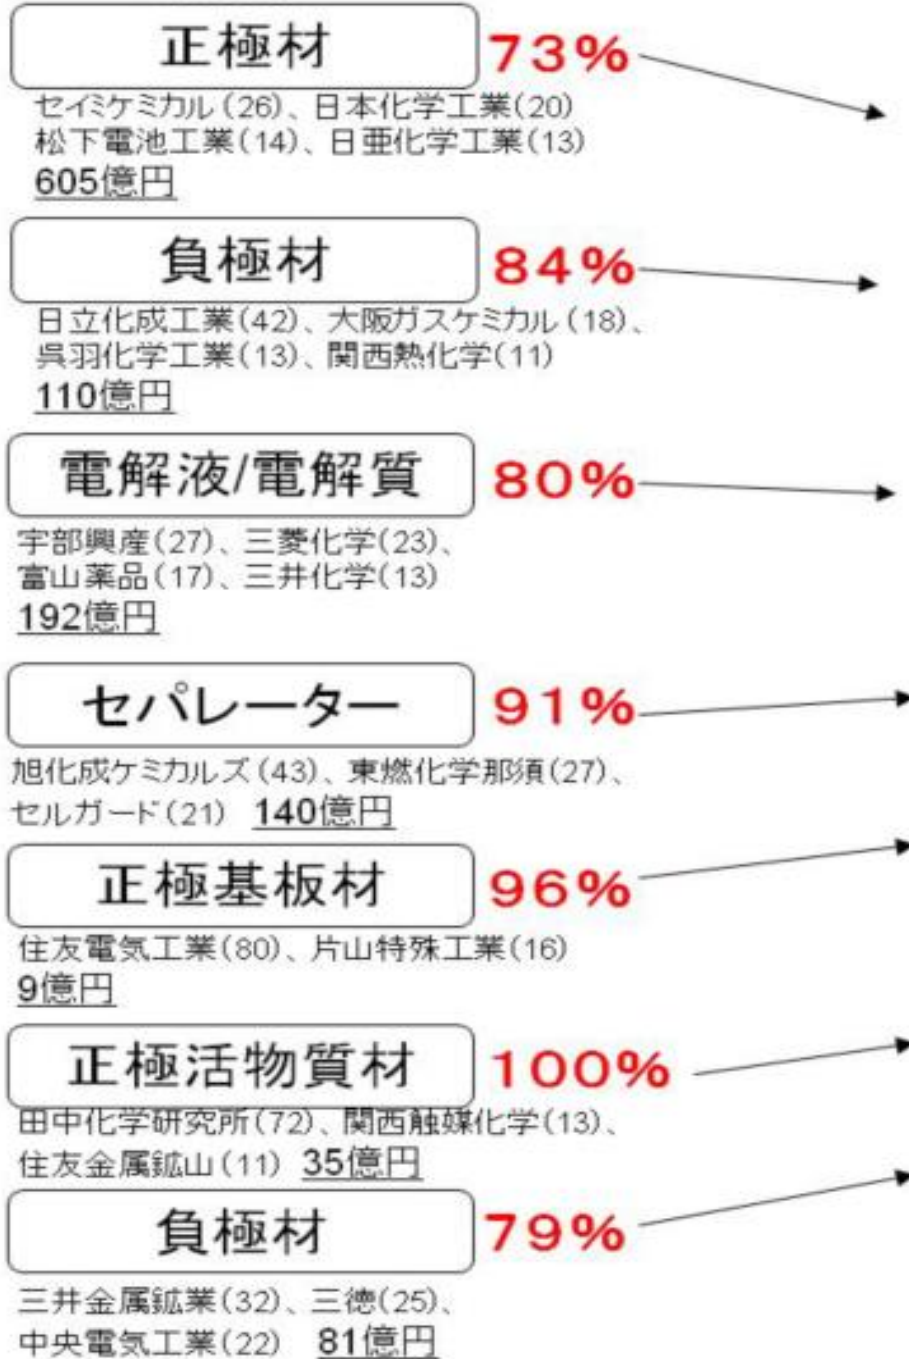 正極材 73%
セイミケミカル(26)、日本化学工業(20)
松下電池工業(14)、日亜化学工業(13)
605億円
負極材 84%
日立化成工業(42)、大阪ガスケミカル(18)、
呉羽化学工業(13)、関西熱化学(11)
110億円
電解液/電解質 80%
宇部興産(27)、三菱化学(23)、
富山薬品(17)、三井化学(13)
192億円
セパレーター 91%
旭化成ケミカルズ(43)、東燃化学那須(27)、
セルガード(21) 140億円
正極基板材 96%
住友電気工業(80)、片山特殊工業(16)
9億円
正極活物質材 100%
田中化学研究所(72)、関西触媒化学(13)、
住友金属鉱山(11) 35億円
負極材 79%
三井金属鉱業(32)、三徳(25)、
中央電気工業(22) 81億円